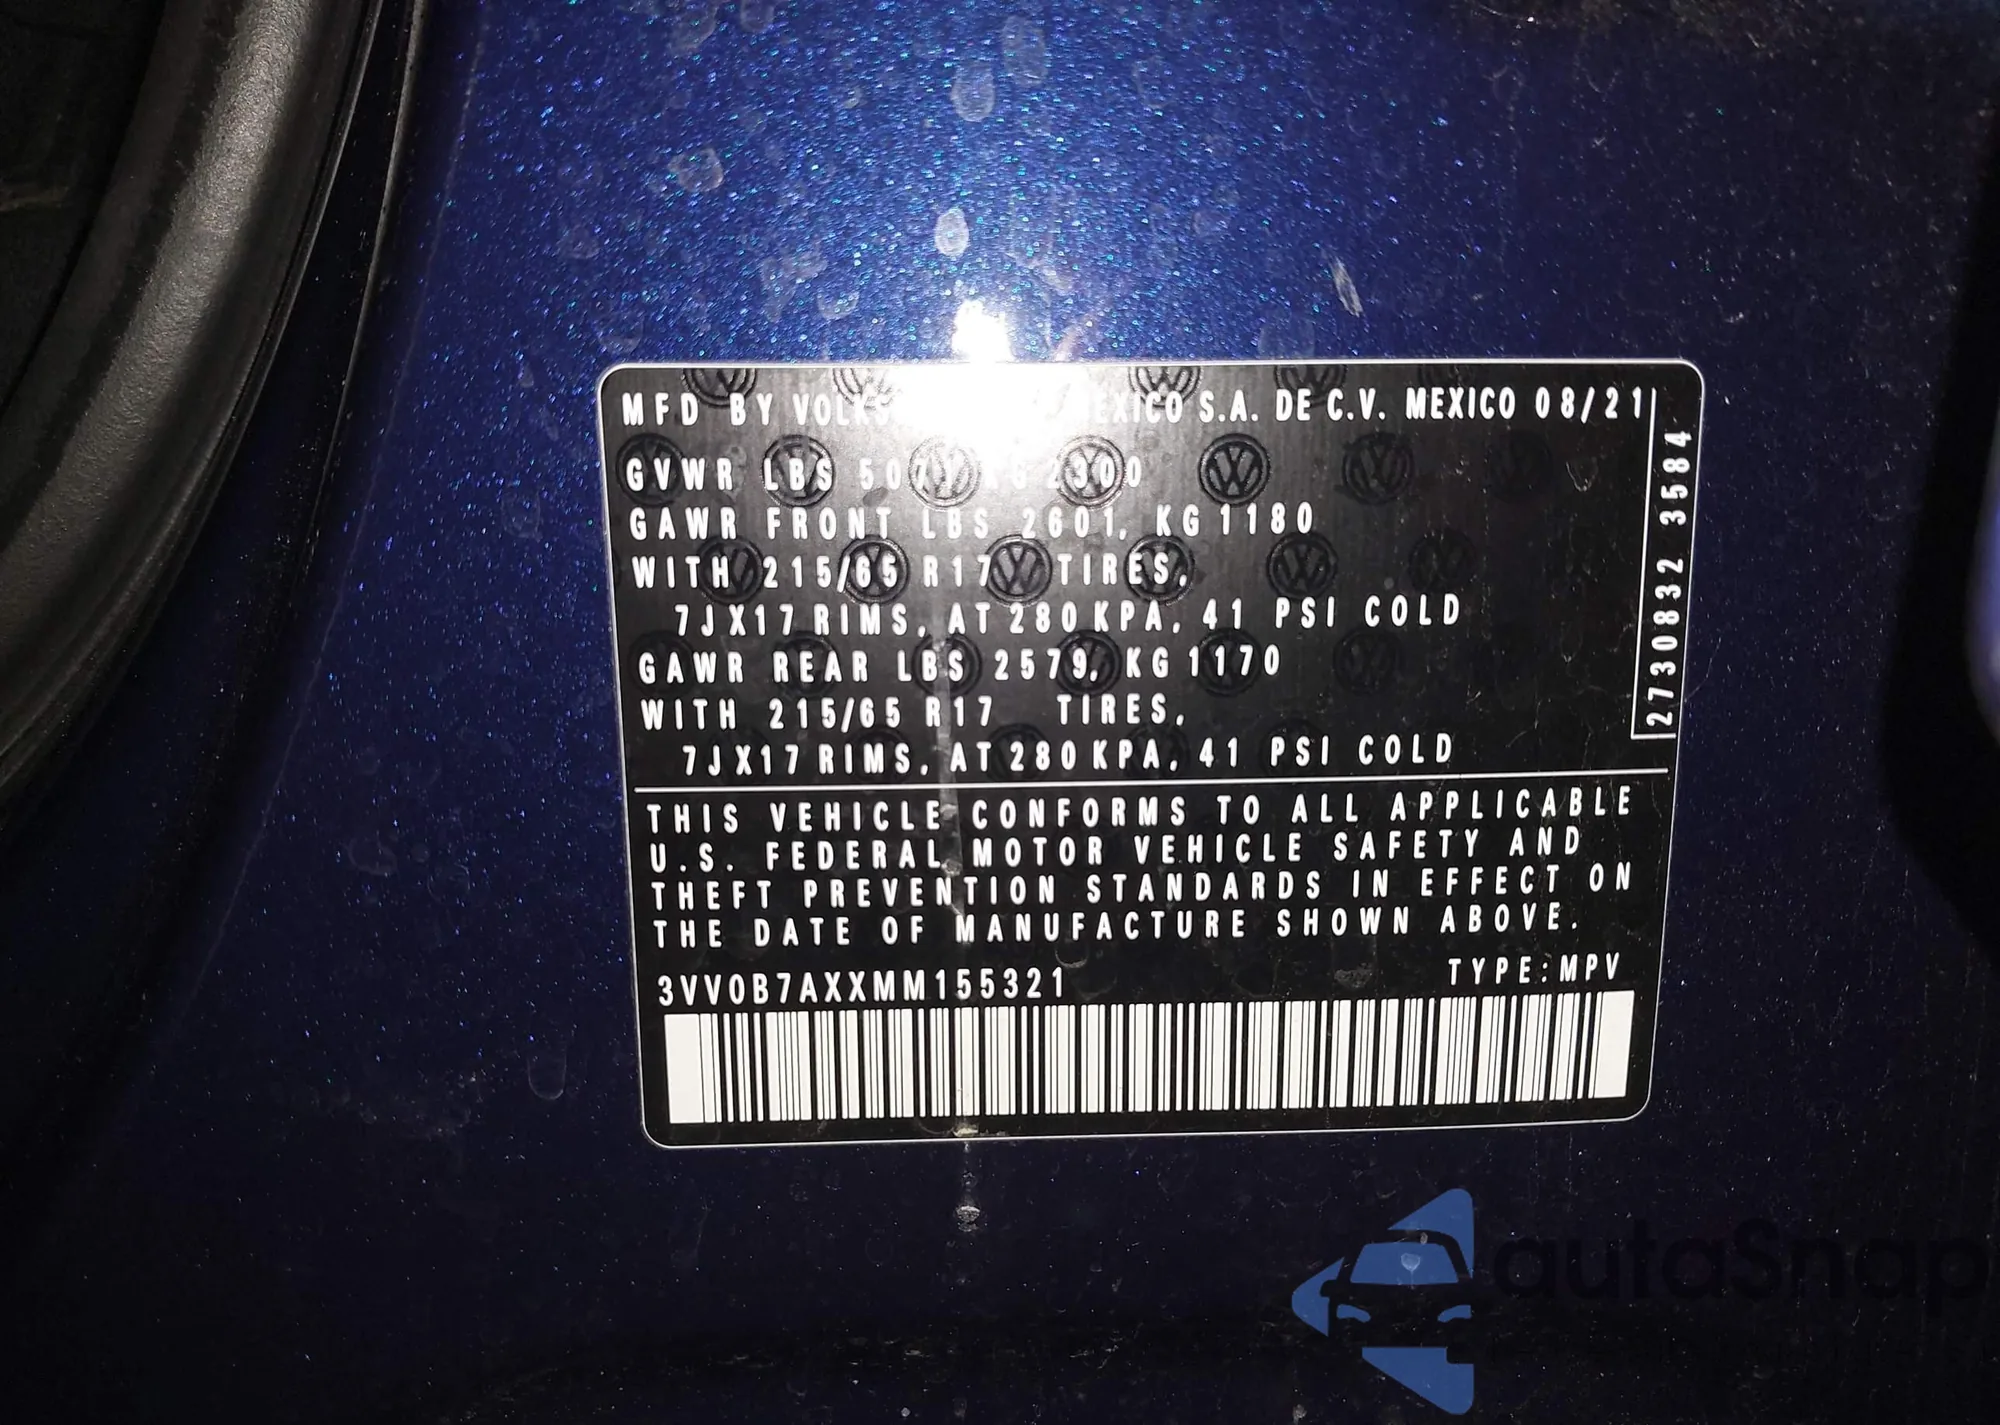 MFD BY MEXICO S.A. DE C.V. MEXICO 08/21
GVWR LBS KG 2300
GAWR FRONT LBS 2601, KG 1180
WITH 215/65 R17 TIRES,
7JX17 RIMS, AT 280 KPA, 41 PSI COLD
GAWR REAR LBS 2579, KG 1170
WITH 215/65 R17 TIRES,
7JX17 RIMS, AT 280 KPA, 41 PSI COLD
2730832 3584
THIS VEHICLE CONFORMS TO ALL APPLICABLE
U.S. FEDERAL MOTOR VEHICLE SAFETY AND
THEFT PREVENTION STANDARDS IN EFFECT ON
THE DATE OF MANUFACTURE SHOWN ABOVE.
3VV0B7AXXMM155321 TYPE:MPV
autaSnap